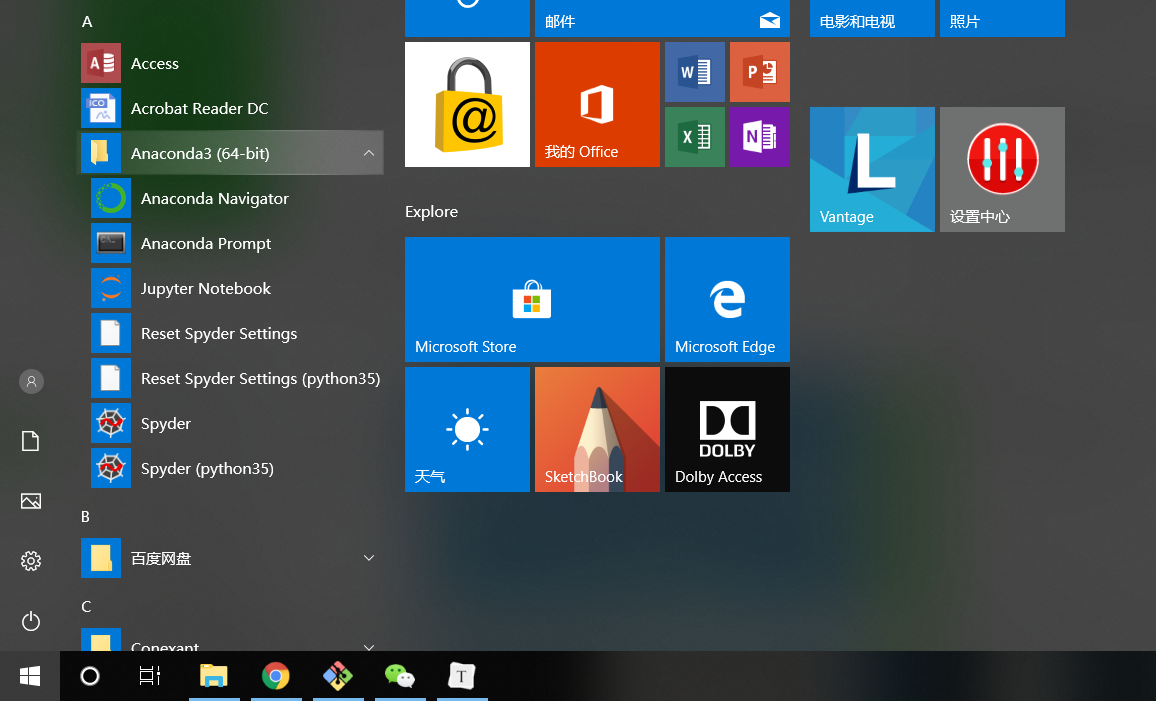 A
Access
Acrobat Reader DC
Anaconda3 (64-bit)
Anaconda Navigator
Anaconda Prompt
Jupyter Notebook
Reset Spyder Settings
Reset Spyder Settings (python35)
Spyder
Spyder (python35)
B
百度网盘
C
Conexant
邮件
电影和电视
照片
我的 Office
Vantage
设置中心
Explore
Microsoft Store
Microsoft Edge
天气
SketchBook
DOLBY
Dolby Access